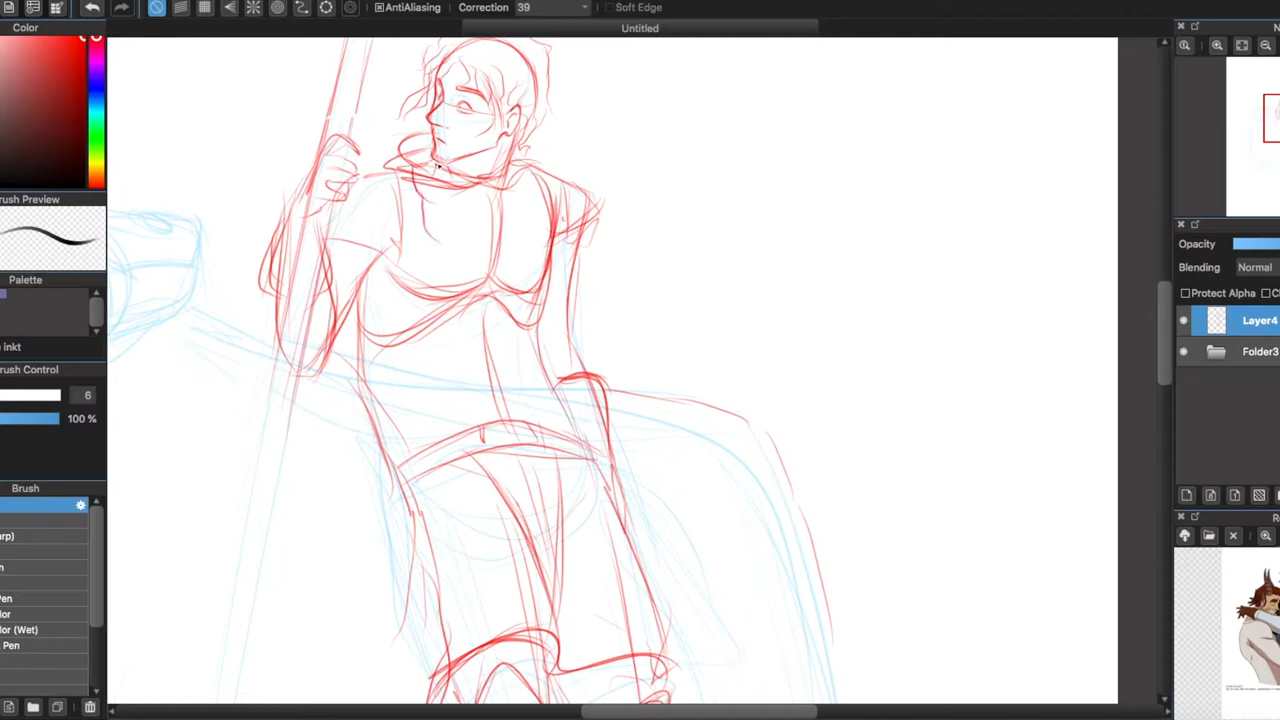 AntiAliasing Correction 39 Soft Edge
Color
Untitled
N
rush Preview
Palette
e inkt
rush Control
6
100 %
Brush
rp)
n
Pen
lor
lor (Wet)
Pen
Opacity
Blending Normal
Protect Alpha C
Layer4
Folder3
R